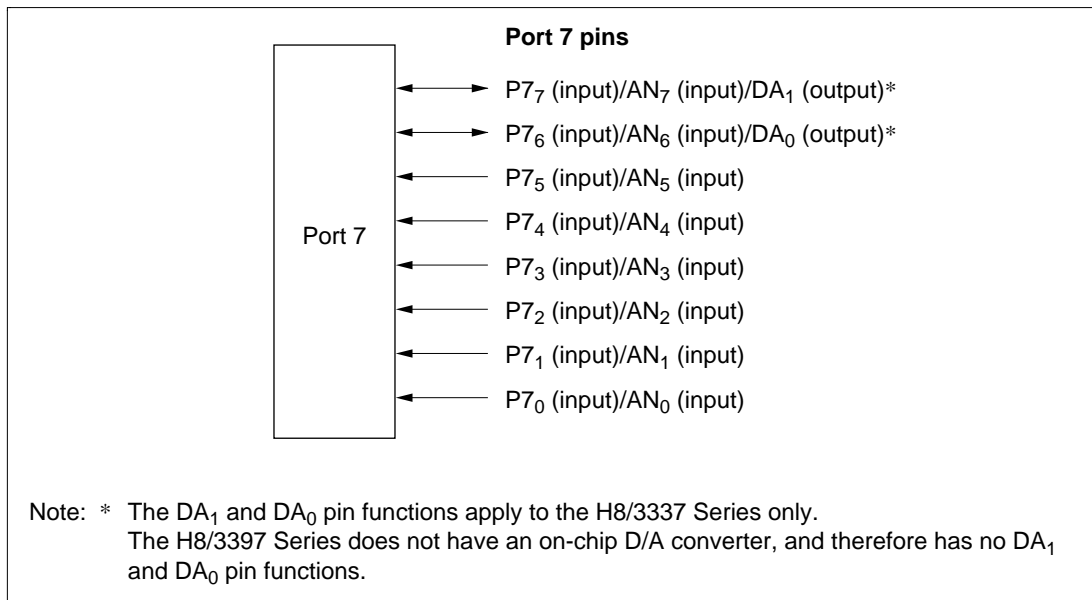 Port 7 pins
P7₇ (input)/AN₇ (input)/DA₁ (output)*
P7₆ (input)/AN₆ (input)/DA₀ (output)*
P7₅ (input)/AN₅ (input)
P7₄ (input)/AN₄ (input)
Port 7
P7₃ (input)/AN₃ (input)
P7₂ (input)/AN₂ (input)
P7₁ (input)/AN₁ (input)
P7₀ (input)/AN₀ (input)
Note: * The DA₁ and DA₀ pin functions apply to the H8/3337 Series only.
The H8/3397 Series does not have an on-chip D/A converter, and therefore has no DA₁
and DA₀ pin functions.